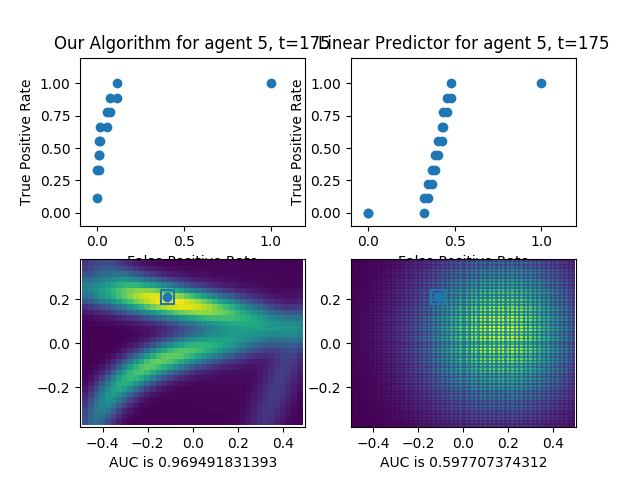 Our Algorithm for agent 5, t=175
Linear Predictor for agent 5, t=175
True Positive Rate
1.00
0.75
0.50
0.25
0.00
0.0 0.5 1.0
False Positive Rate
True Positive Rate
1.00
0.75
0.50
0.25
0.00
0.0 0.5 1.0
False Positive Rate
0.2
0.0
−0.2
−0.4 −0.2 0.0 0.2 0.4
AUC is 0.969491831393
0.2
0.0
−0.2
−0.4 −0.2 0.0 0.2 0.4
AUC is 0.597707374312